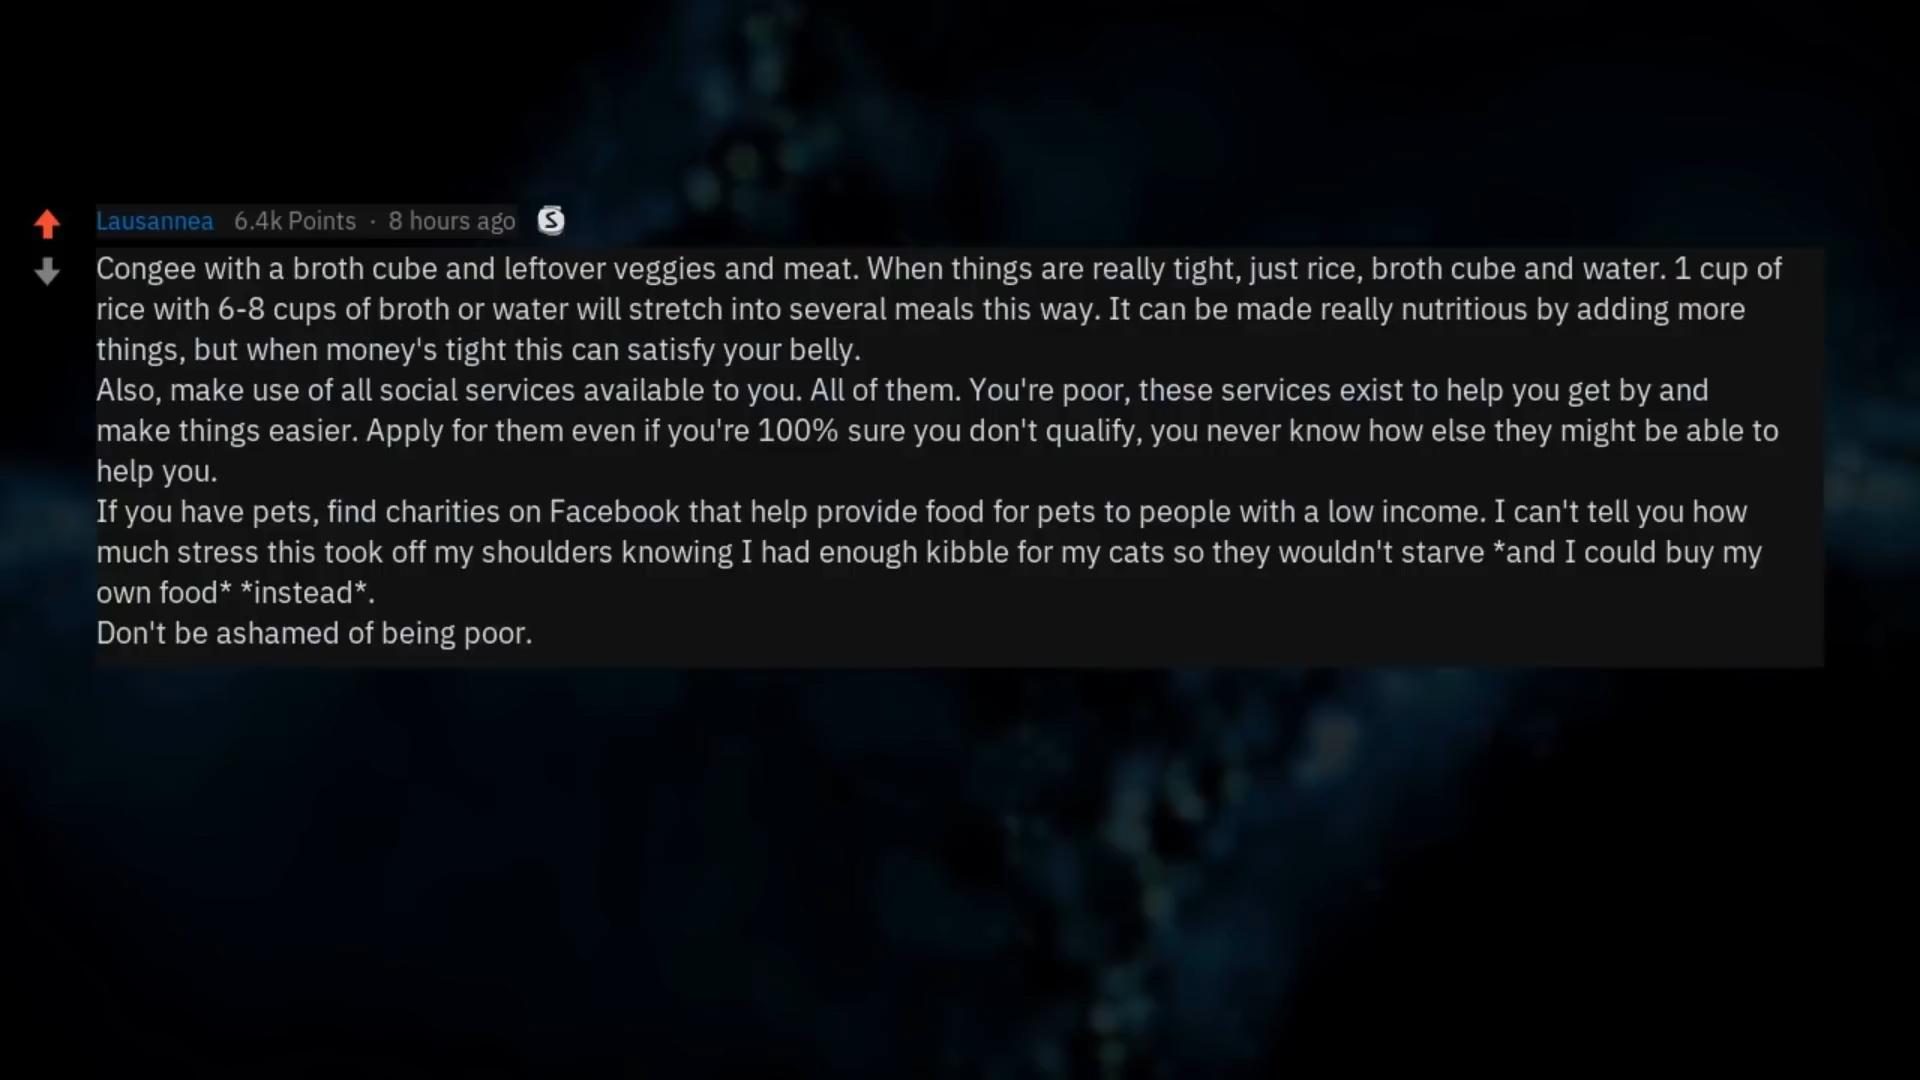 Lausannea 6.4k Points · 8 hours ago S
Congee with a broth cube and leftover veggies and meat. When things are really tight, just rice, broth cube and water. 1 cup of
rice with 6-8 cups of broth or water will stretch into several meals this way. It can be made really nutritious by adding more
things, but when money's tight this can satisfy your belly.
Also, make use of all social services available to you. All of them. You're poor, these services exist to help you get by and
make things easier. Apply for them even if you're 100% sure you don't qualify, you never know how else they might be able to
help you.
If you have pets, find charities on Facebook that help provide food for pets to people with a low income. I can't tell you how
much stress this took off my shoulders knowing I had enough kibble for my cats so they wouldn't starve *and I could buy my
own food* *instead*.
Don't be ashamed of being poor.